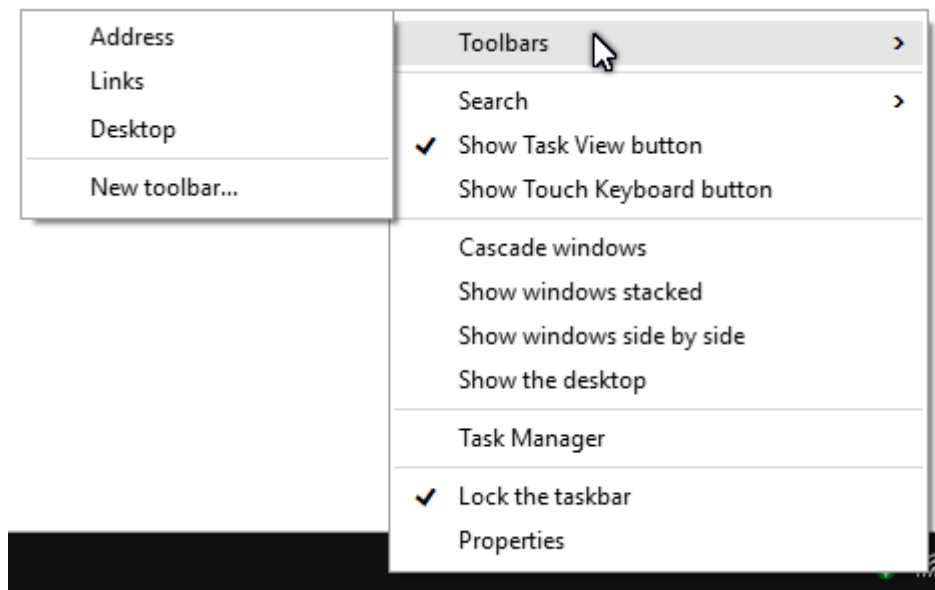 Address
Links
Desktop
New toolbar...
Toolbars
Search
Show Task View button
Show Touch Keyboard button
Cascade windows
Show windows stacked
Show windows side by side
Show the desktop
Task Manager
Lock the taskbar
Properties